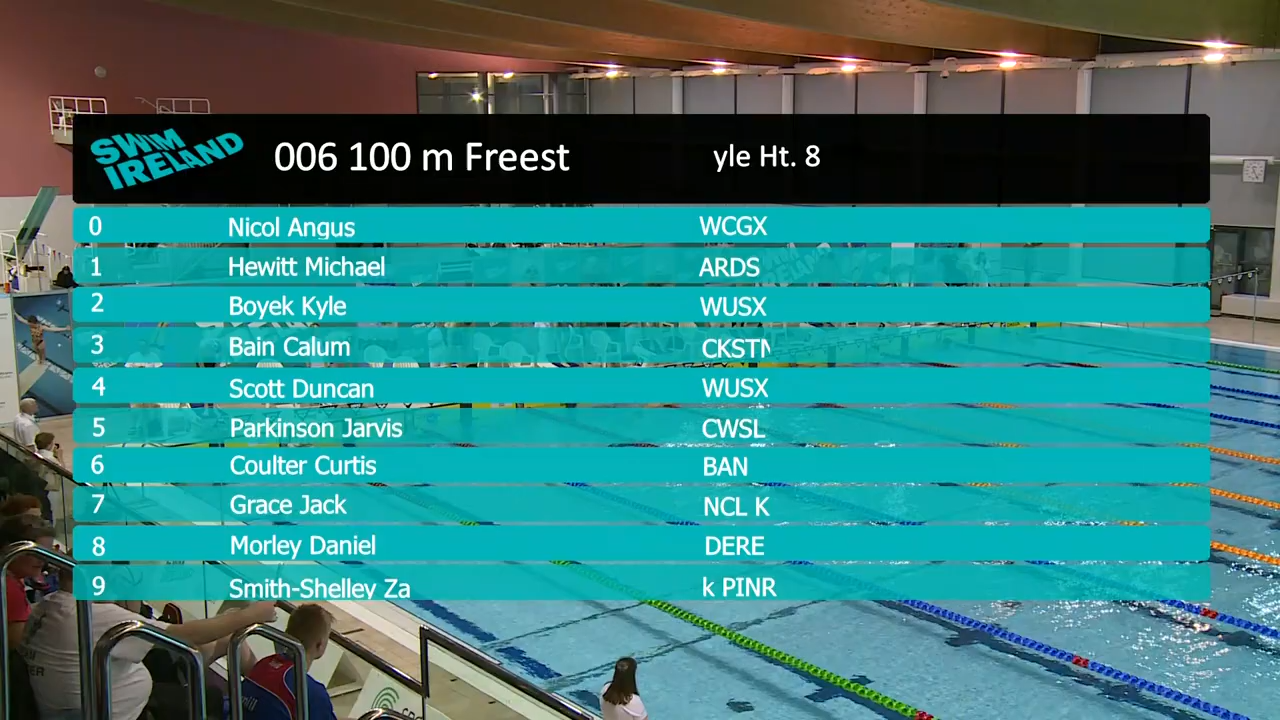 SWIM
IRELAND
006 100 m Freest yle Ht. 8
0 Nicol Angus WCGX
1 Hewitt Michael ARDS
2 Boyek Kyle WUSX
3 Bain Calum CKSTN
4 Scott Duncan WUSX
5 Parkinson Jarvis CWSL
6 Coulter Curtis BAN
7 Grace Jack NCL K
8 Morley Daniel DERE
9 Smith-Shelley Za k PINR